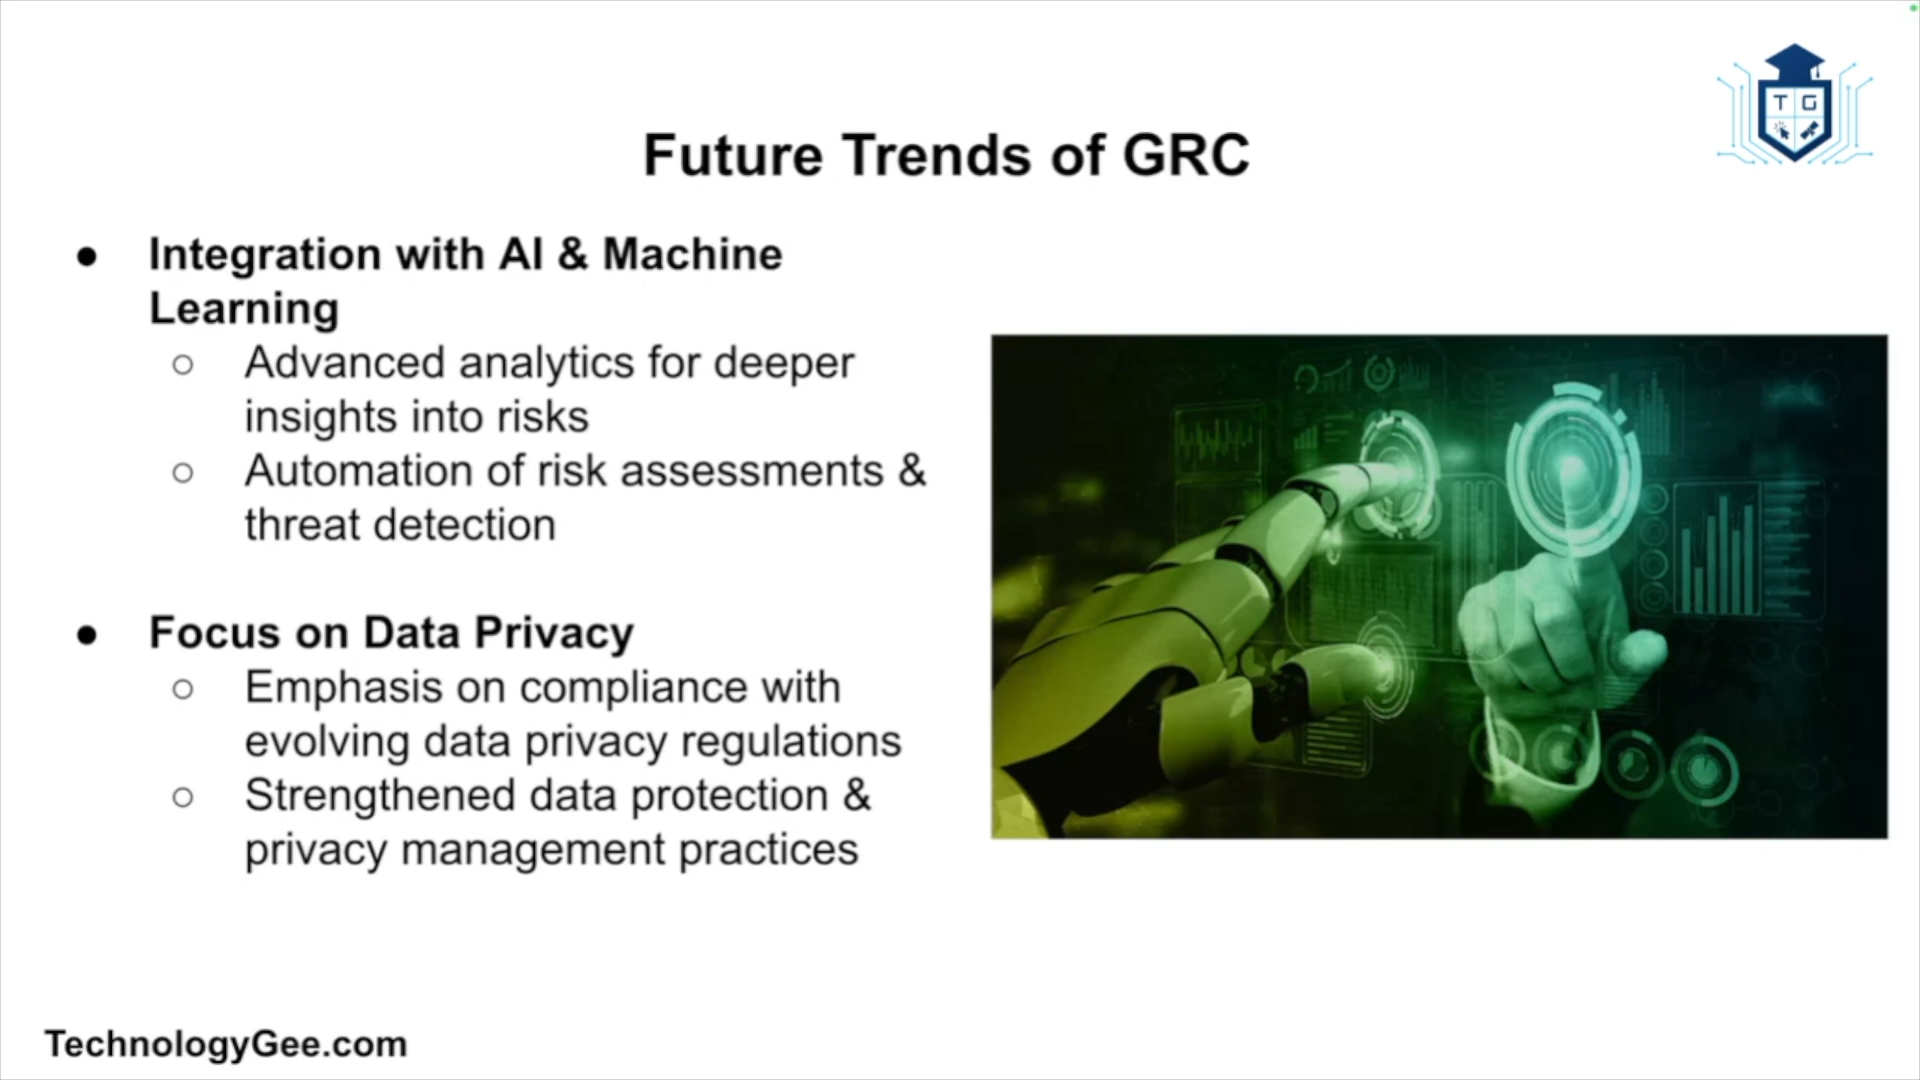 T G
Future Trends of GRC
● Integration with AI & Machine
Learning
○ Advanced analytics for deeper
insights into risks
○ Automation of risk assessments &
threat detection
● Focus on Data Privacy
○ Emphasis on compliance with
evolving data privacy regulations
○ Strengthened data protection &
privacy management practices
TechnologyGee.com